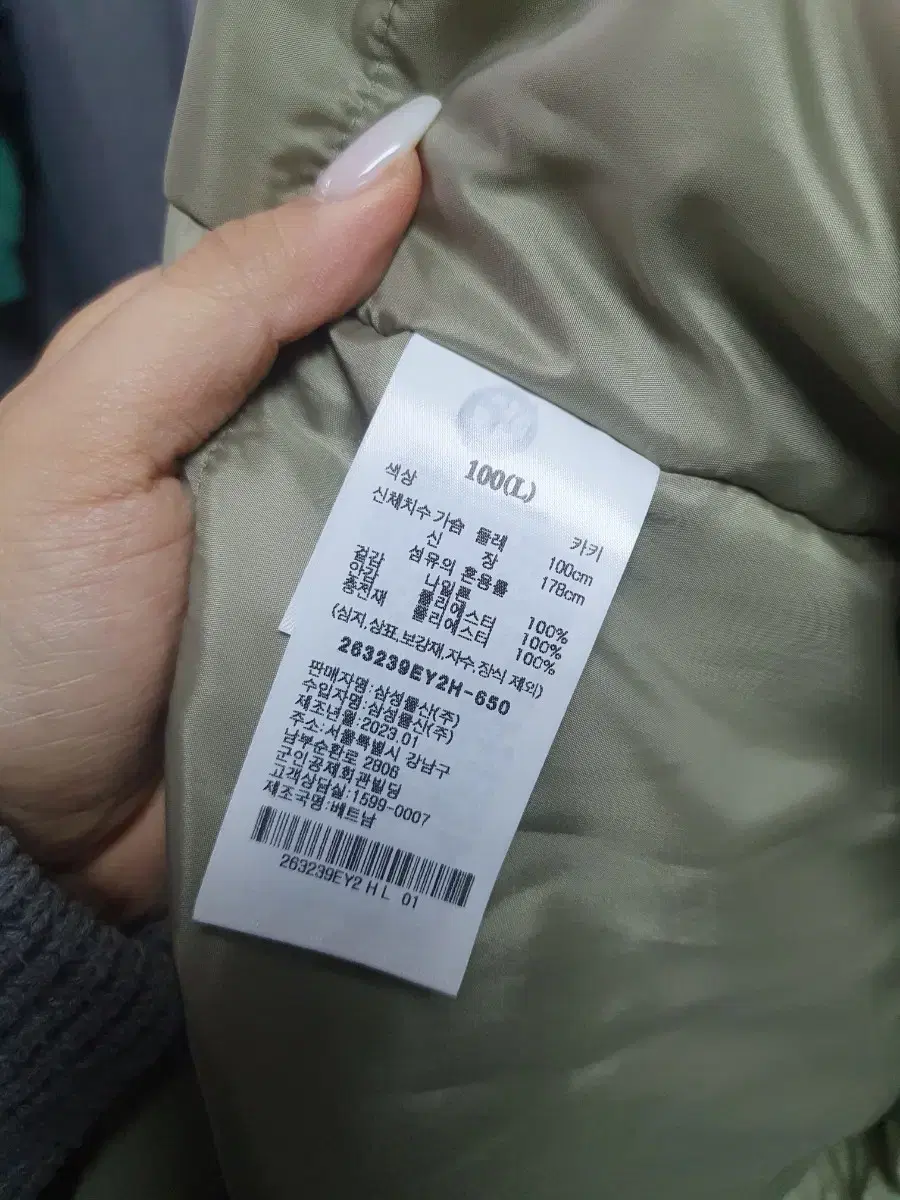 100(L)
색상 카키
신체치수 가슴 둘레 100cm
신 장 178cm
섬유의 혼용률
겉감 나일론 100%
안감 폴리에스터 100%
충전재 폴리에스터 100%
(심지,상표,보강재,자수,장식 제외)
263239EY2H-650
판매자명:삼성물산(주)
수입자명:삼성물산(주)
제조년월:2023.01
주소:서울특별시 강남구
남부순환로 2806
군인공제회관빌딩
고객상담실:1599-0007
제조국명:베트남
263239EY2 H L 01